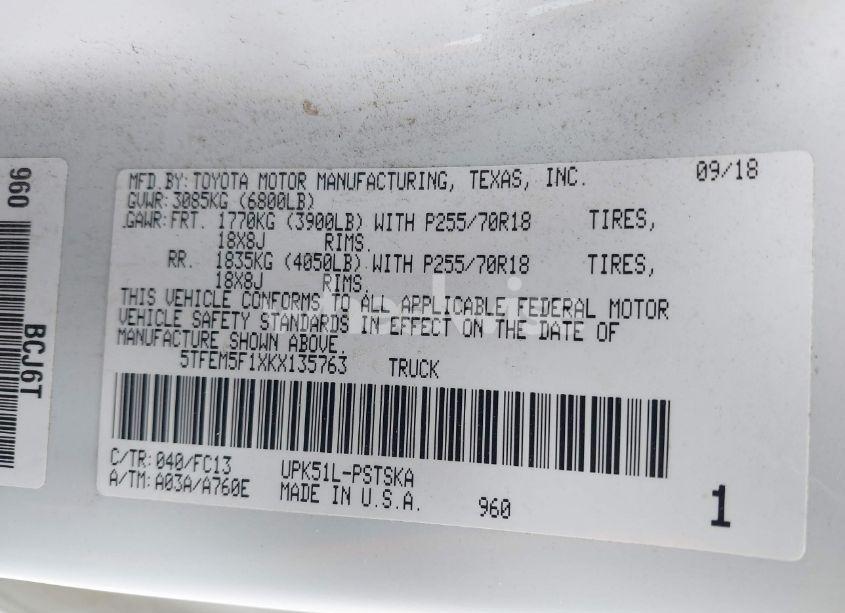 MFD.BY:TOYOTA MOTOR MANUFACTURING, TEXAS, INC. 09/18
GVWR:3085KG (6800LB)
GAWR:FRT. 1770KG (3900LB) WITH P255/70R18 TIRES,
18X8J RIMS.
RR. 1835KG (4050LB) WITH P255/70R18 TIRES,
18X8J RIMS.
THIS VEHICLE CONFORMS TO ALL APPLICABLE FEDERAL MOTOR
VEHICLE SAFETY STANDARDS IN EFFECT ON THE DATE OF
MANUFACTURE SHOWN ABOVE.
5TFEM5F1XKX135763 TRUCK
C/TR:040/FC13 UPK51L-PSTSKA
A/TM:A03A/A760E MADE IN U.S.A. 960 1
960
BCJ6T